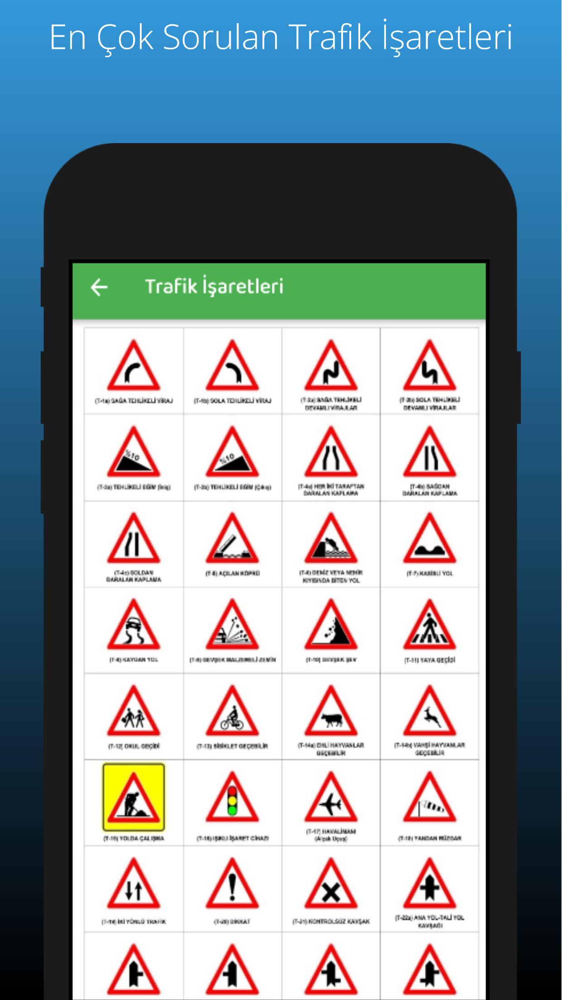 En Çok Sorulan Trafik İşaretleri
Trafik İşaretleri
(T-1a) SAĞA TEHLİKELİ VİRAJ
(T-1b) SOLA TEHLİKELİ VİRAJ
(T-2a) SAĞA TEHLİKELİ
DEVAMLI VİRAJLAR
(T-2b) SOLA TEHLİKELİ
DEVAMLI VİRAJLAR
%10
%10
(T-3a) TEHLİKELİ EĞİM (İniş)
(T-3b) TEHLİKELİ EĞİM (Çıkış)
(T-4a) HER İKİ TARAFTAN
DARALAN KAPLAMA
(T-4b) SAĞDAN
DARALAN KAPLAMA
(T-4c) SOLDAN
DARALAN KAPLAMA
(T-5) AÇILAN KÖPRÜ
(T-6) DENİZ VEYA NEHİR
KIYISINDA BİTEN YOL
(T-7) KASİSLİ YOL
(T-8) KAYGAN YOL
(T-9) GEVŞEK MALZEMELİ ZEMİN
(T-10) GEVŞEK ŞEV
(T-11) YAYA GEÇİDİ
(T-12) OKUL GEÇİDİ
(T-13) BİSİKLET GEÇEBİLİR
(T-14a) EHLİ HAYVANLAR
GEÇEBİLİR
(T-14b) VAHŞİ HAYVANLAR
GEÇEBİLİR
(T-15) YOLDA ÇALIŞMA
(T-16) IŞIKLI İŞARET CİHAZI
(T-17) HAVALİMANI
(Alçak Uçuş)
(T-18) YANDAN RÜZGAR
(T-19) İKİ YÖNLÜ TRAFİK
(T-20) DİKKAT
(T-21) KONTROLSÜZ KAVŞAK
(T-22a) ANA YOL-TALİ YOL
KAVŞAĞI